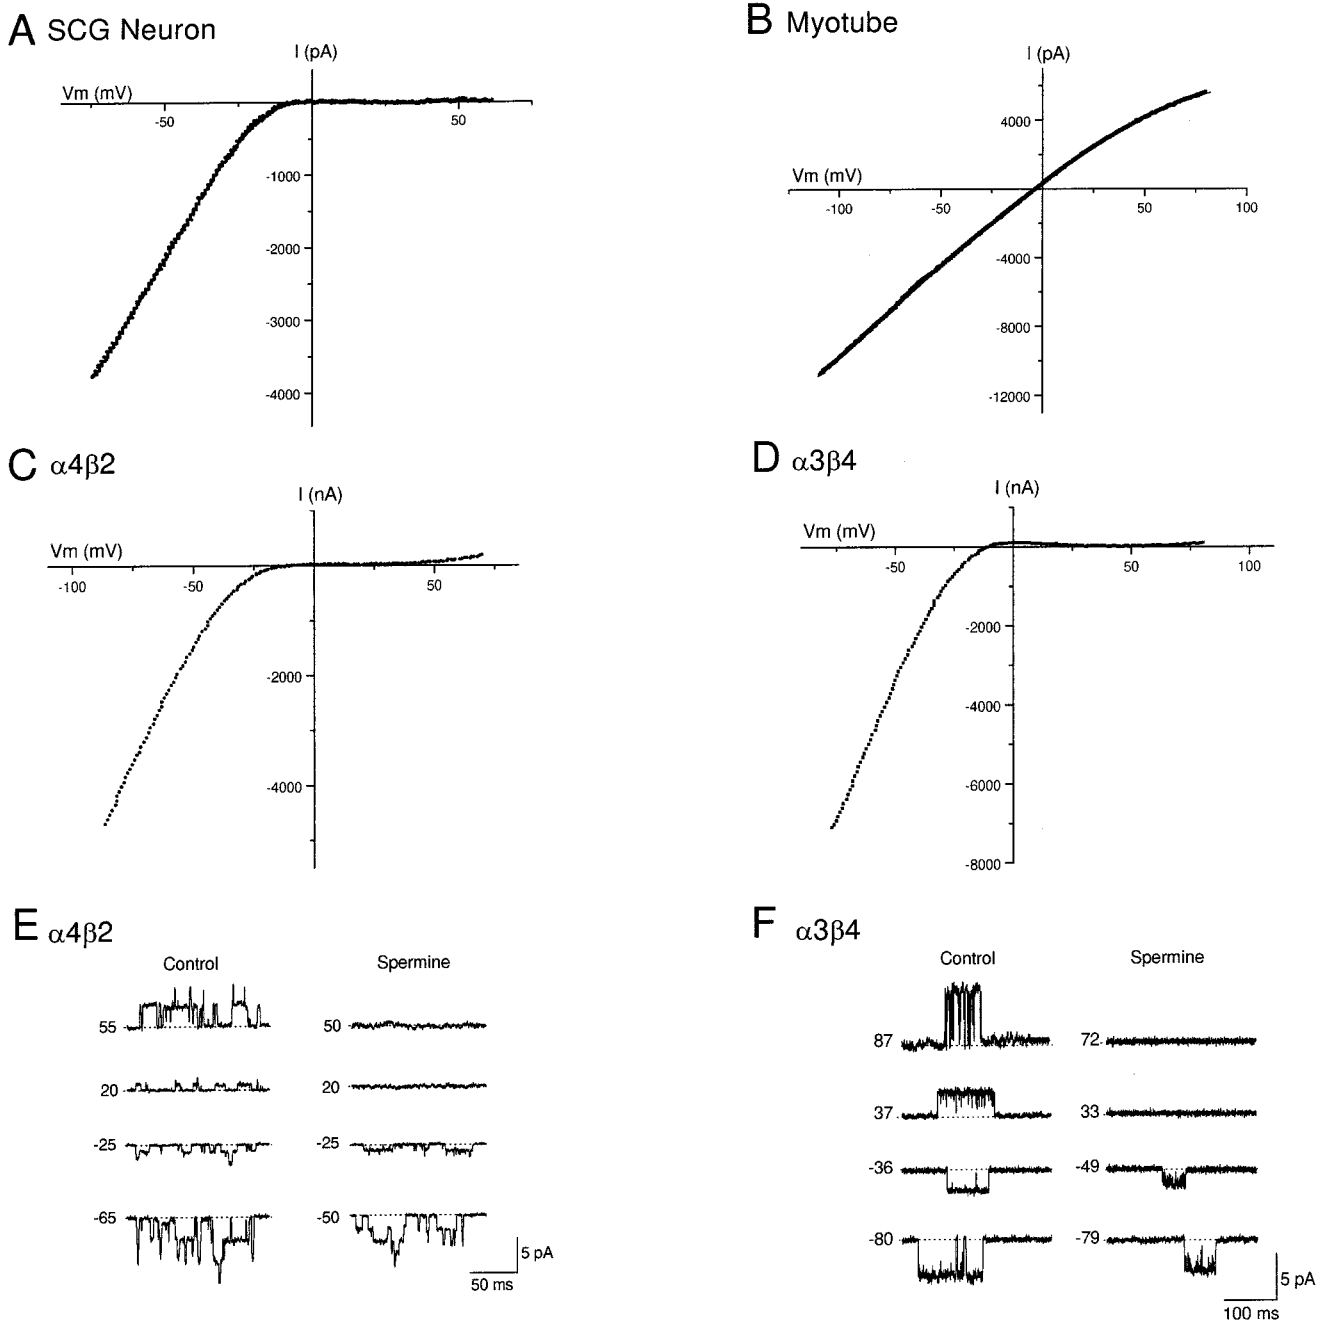 A SCG Neuron
I (pA)
Vm (mV)
-50
50
-1000
-2000
-3000
-4000
B Myotube
I (pA)
4000
Vm (mV)
-100
-50
50
100
-4000
-8000
-12000
C α4β2
I (nA)
Vm (mV)
-100
-50
50
-2000
-4000
D α3β4
I (nA)
Vm (mV)
-50
50
100
-2000
-4000
-6000
-8000
E α4β2
Control
Spermine
55
50
20
20
-25
-25
-65
-50
5 pA
50 ms
F α3β4
Control
Spermine
87
72
37
33
-36
-49
-80
-79
5 pA
100 ms